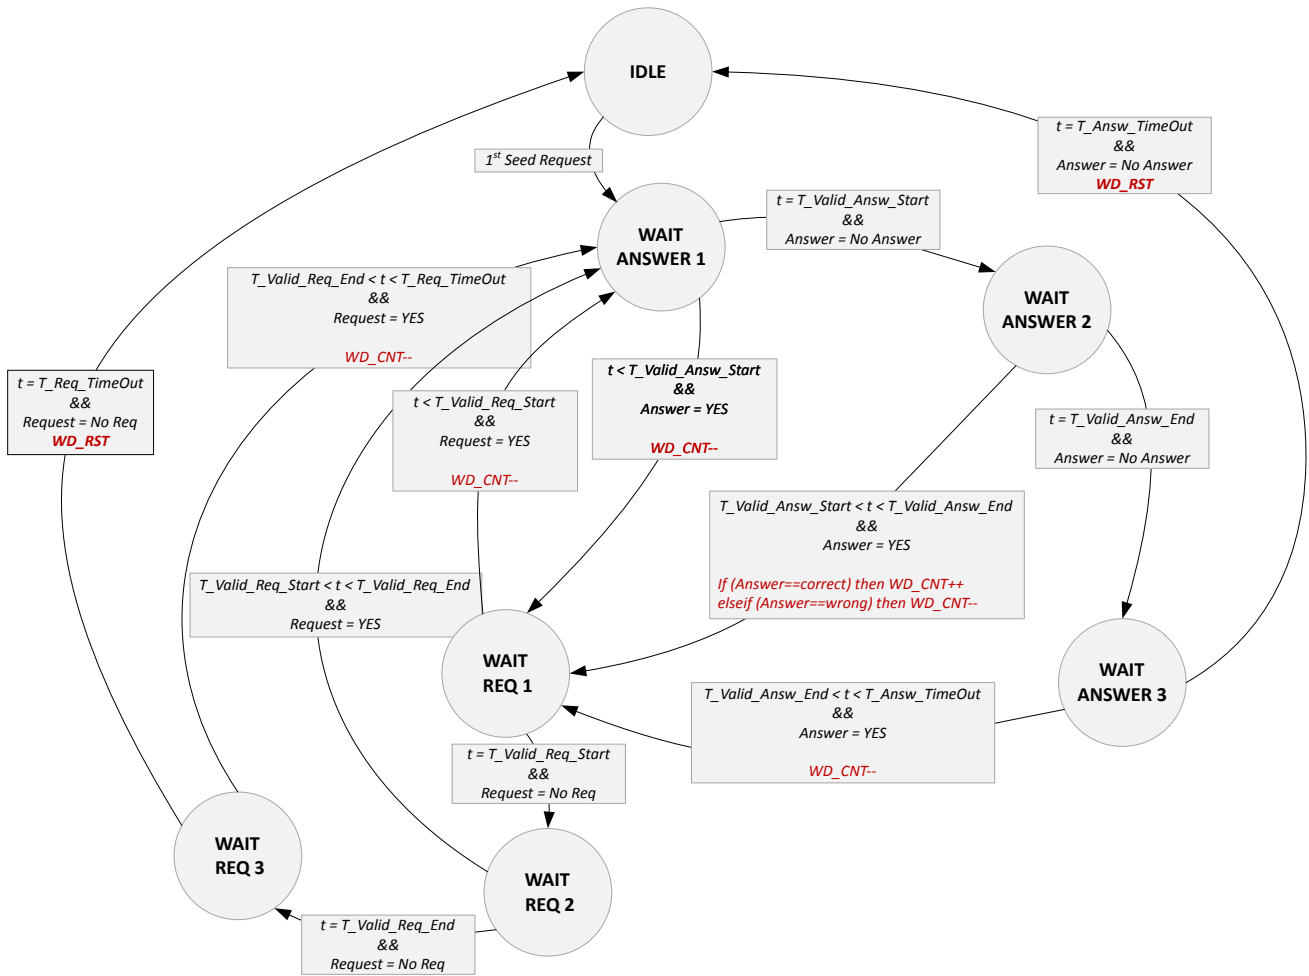 IDLE
t = T_Answ_TimeOut
&&
Answer = No Answer
WD_RST
1st Seed Request
WAIT
ANSWER 1
t = T_Valid_Answ_Start
&&
Answer = No Answer
T_Valid_Req_End < t < T_Req_TimeOut
&&
Request = YES
WD_CNT--
WAIT
ANSWER 2
t = T_Req_TimeOut
&&
Request = No Req
WD_RST
t < T_Valid_Req_Start
&&
Request = YES
WD_CNT--
t < T_Valid_Answ_Start
&&
Answer = YES
WD_CNT--
t = T_Valid_Answ_End
&&
Answer = No Answer
T_Valid_Answ_Start < t < T_Valid_Answ_End
&&
Answer = YES
If (Answer==correct) then WD_CNT++
elseif (Answer==wrong) then WD_CNT--
T_Valid_Req_Start < t < T_Valid_Req_End
&&
Request = YES
WAIT
REQ 1
WAIT
ANSWER 3
T_Valid_Answ_End < t < T_Answ_TimeOut
&&
Answer = YES
WD_CNT--
t = T_Valid_Req_Start
&&
Request = No Req
WAIT
REQ 3
WAIT
REQ 2
t = T_Valid_Req_End
&&
Request = No Req